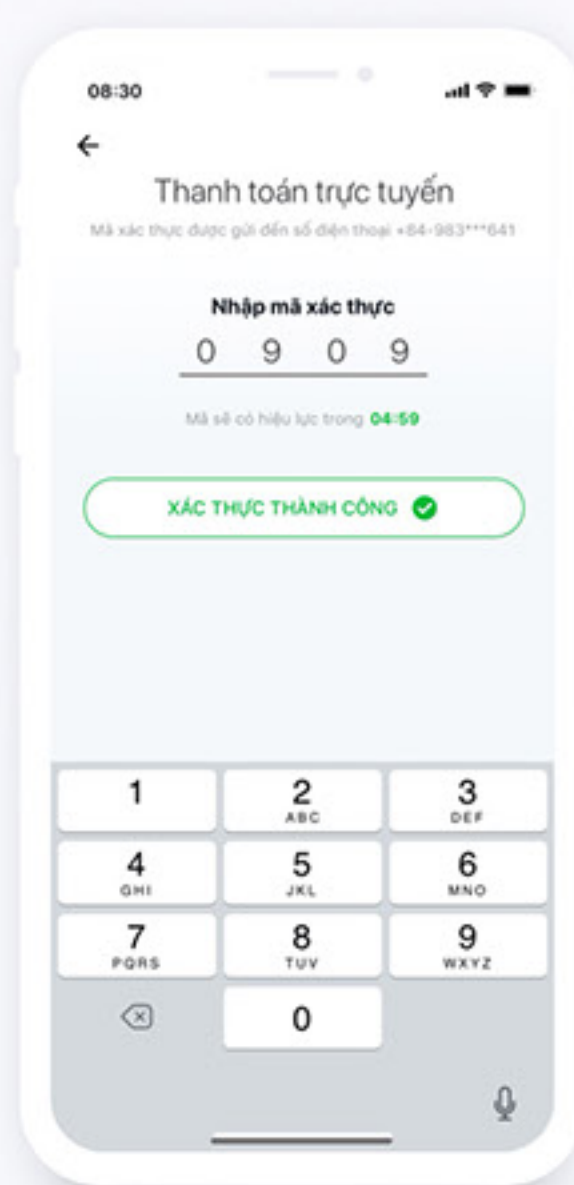 08:30
Thanh toán trực tuyến
Mã xác thực được gửi đến số điện thoại +84-983***641
Nhập mã xác thực
0 9 0 9
Mã sẽ có hiệu lực trong 04:59
XÁC THỰC THÀNH CÔNG
1 2 3
ABC DEF
4 5 6
GHI JKL MNO
7 8 9
PQRS TUV WXYZ
0